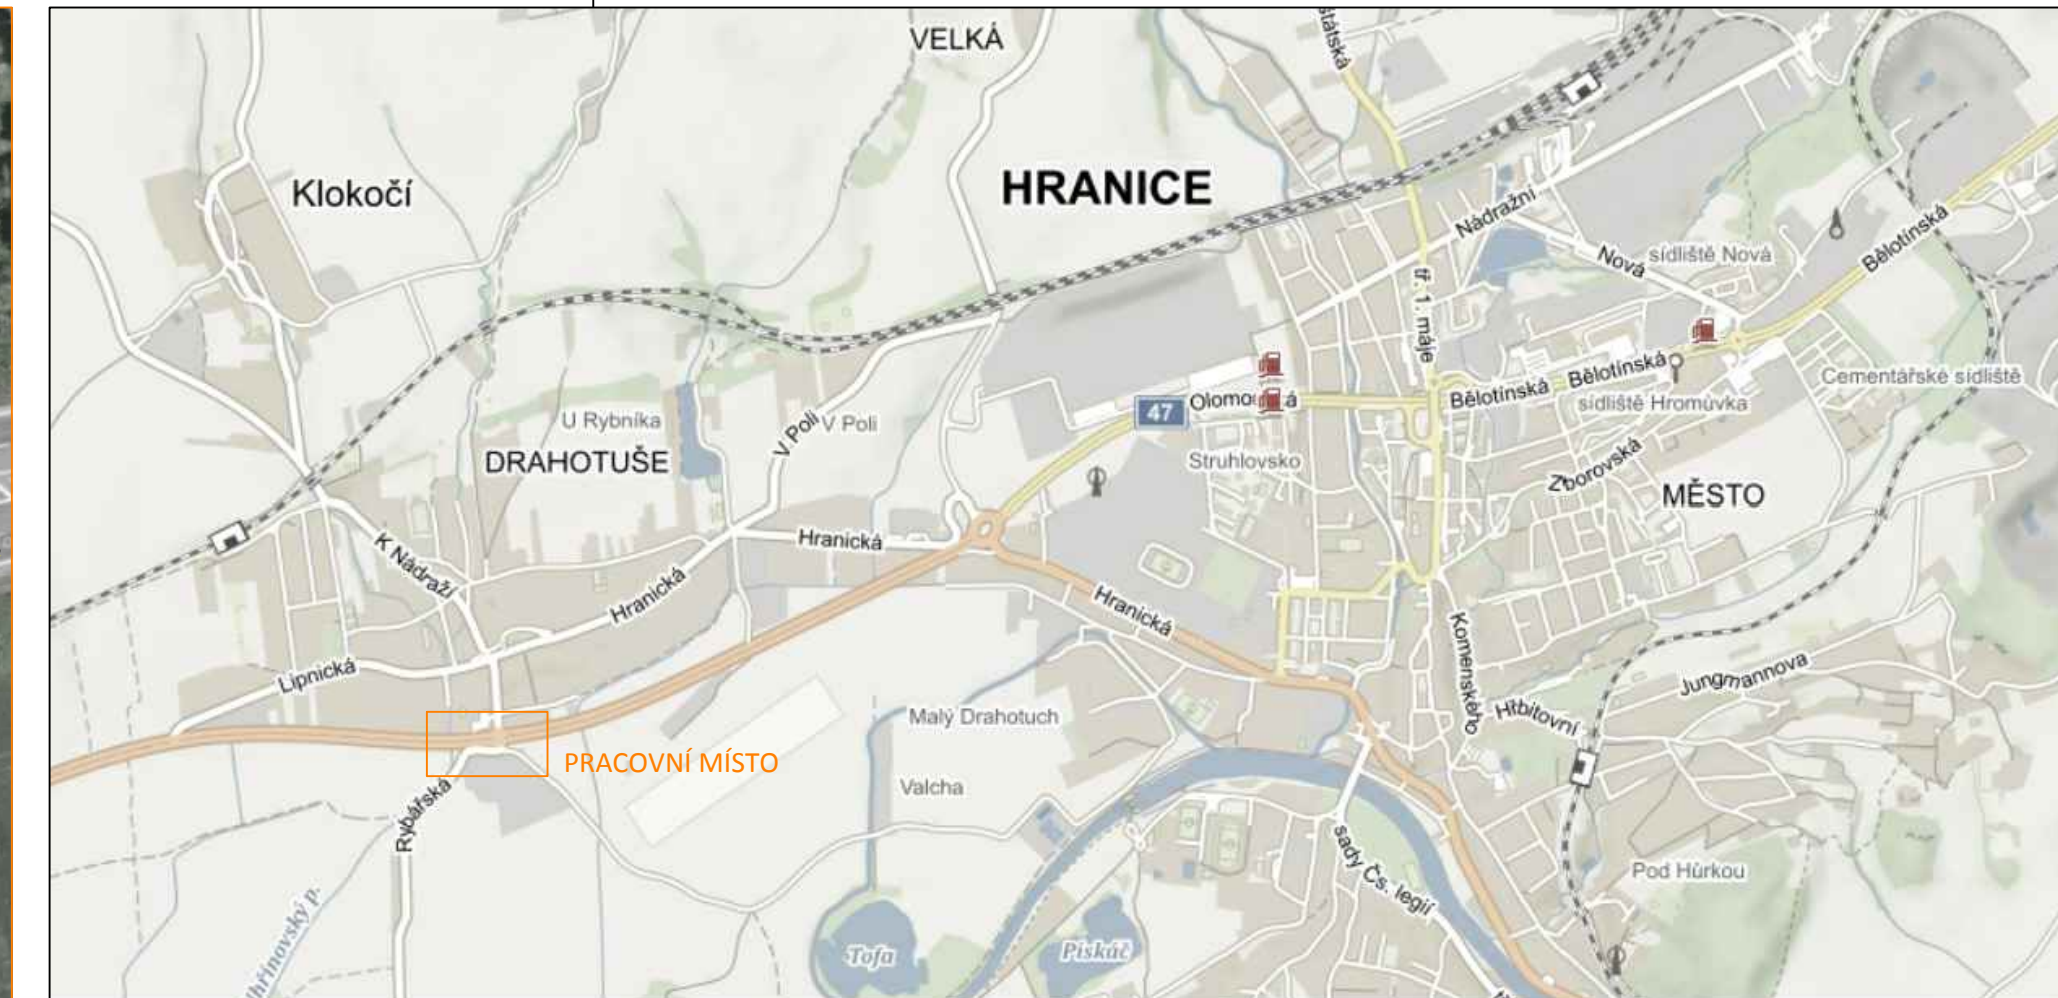 VELKÁ
Klokočí
HRANICE
Nádražní
Nová
sídliště Nová
Bělotínská
tř. 1. máje
47
Bělotínská
Bělotínská
Cementářské sídliště
sídliště Hromůvka
U Rybníka
V Poli
V Poli
DRAHOTUŠE
Struhlovsko
Zborovská
MĚSTO
K Nádraží
Hranická
Hranická
Hranická
Komenského
Lipnická
Jungmannova
Hřbitovní
Malý Drahotuch
PRACOVNÍ MÍSTO
Valcha
Rybářská
sady Čs. legií
Pod Hůrkou
Tofa
Pískáč